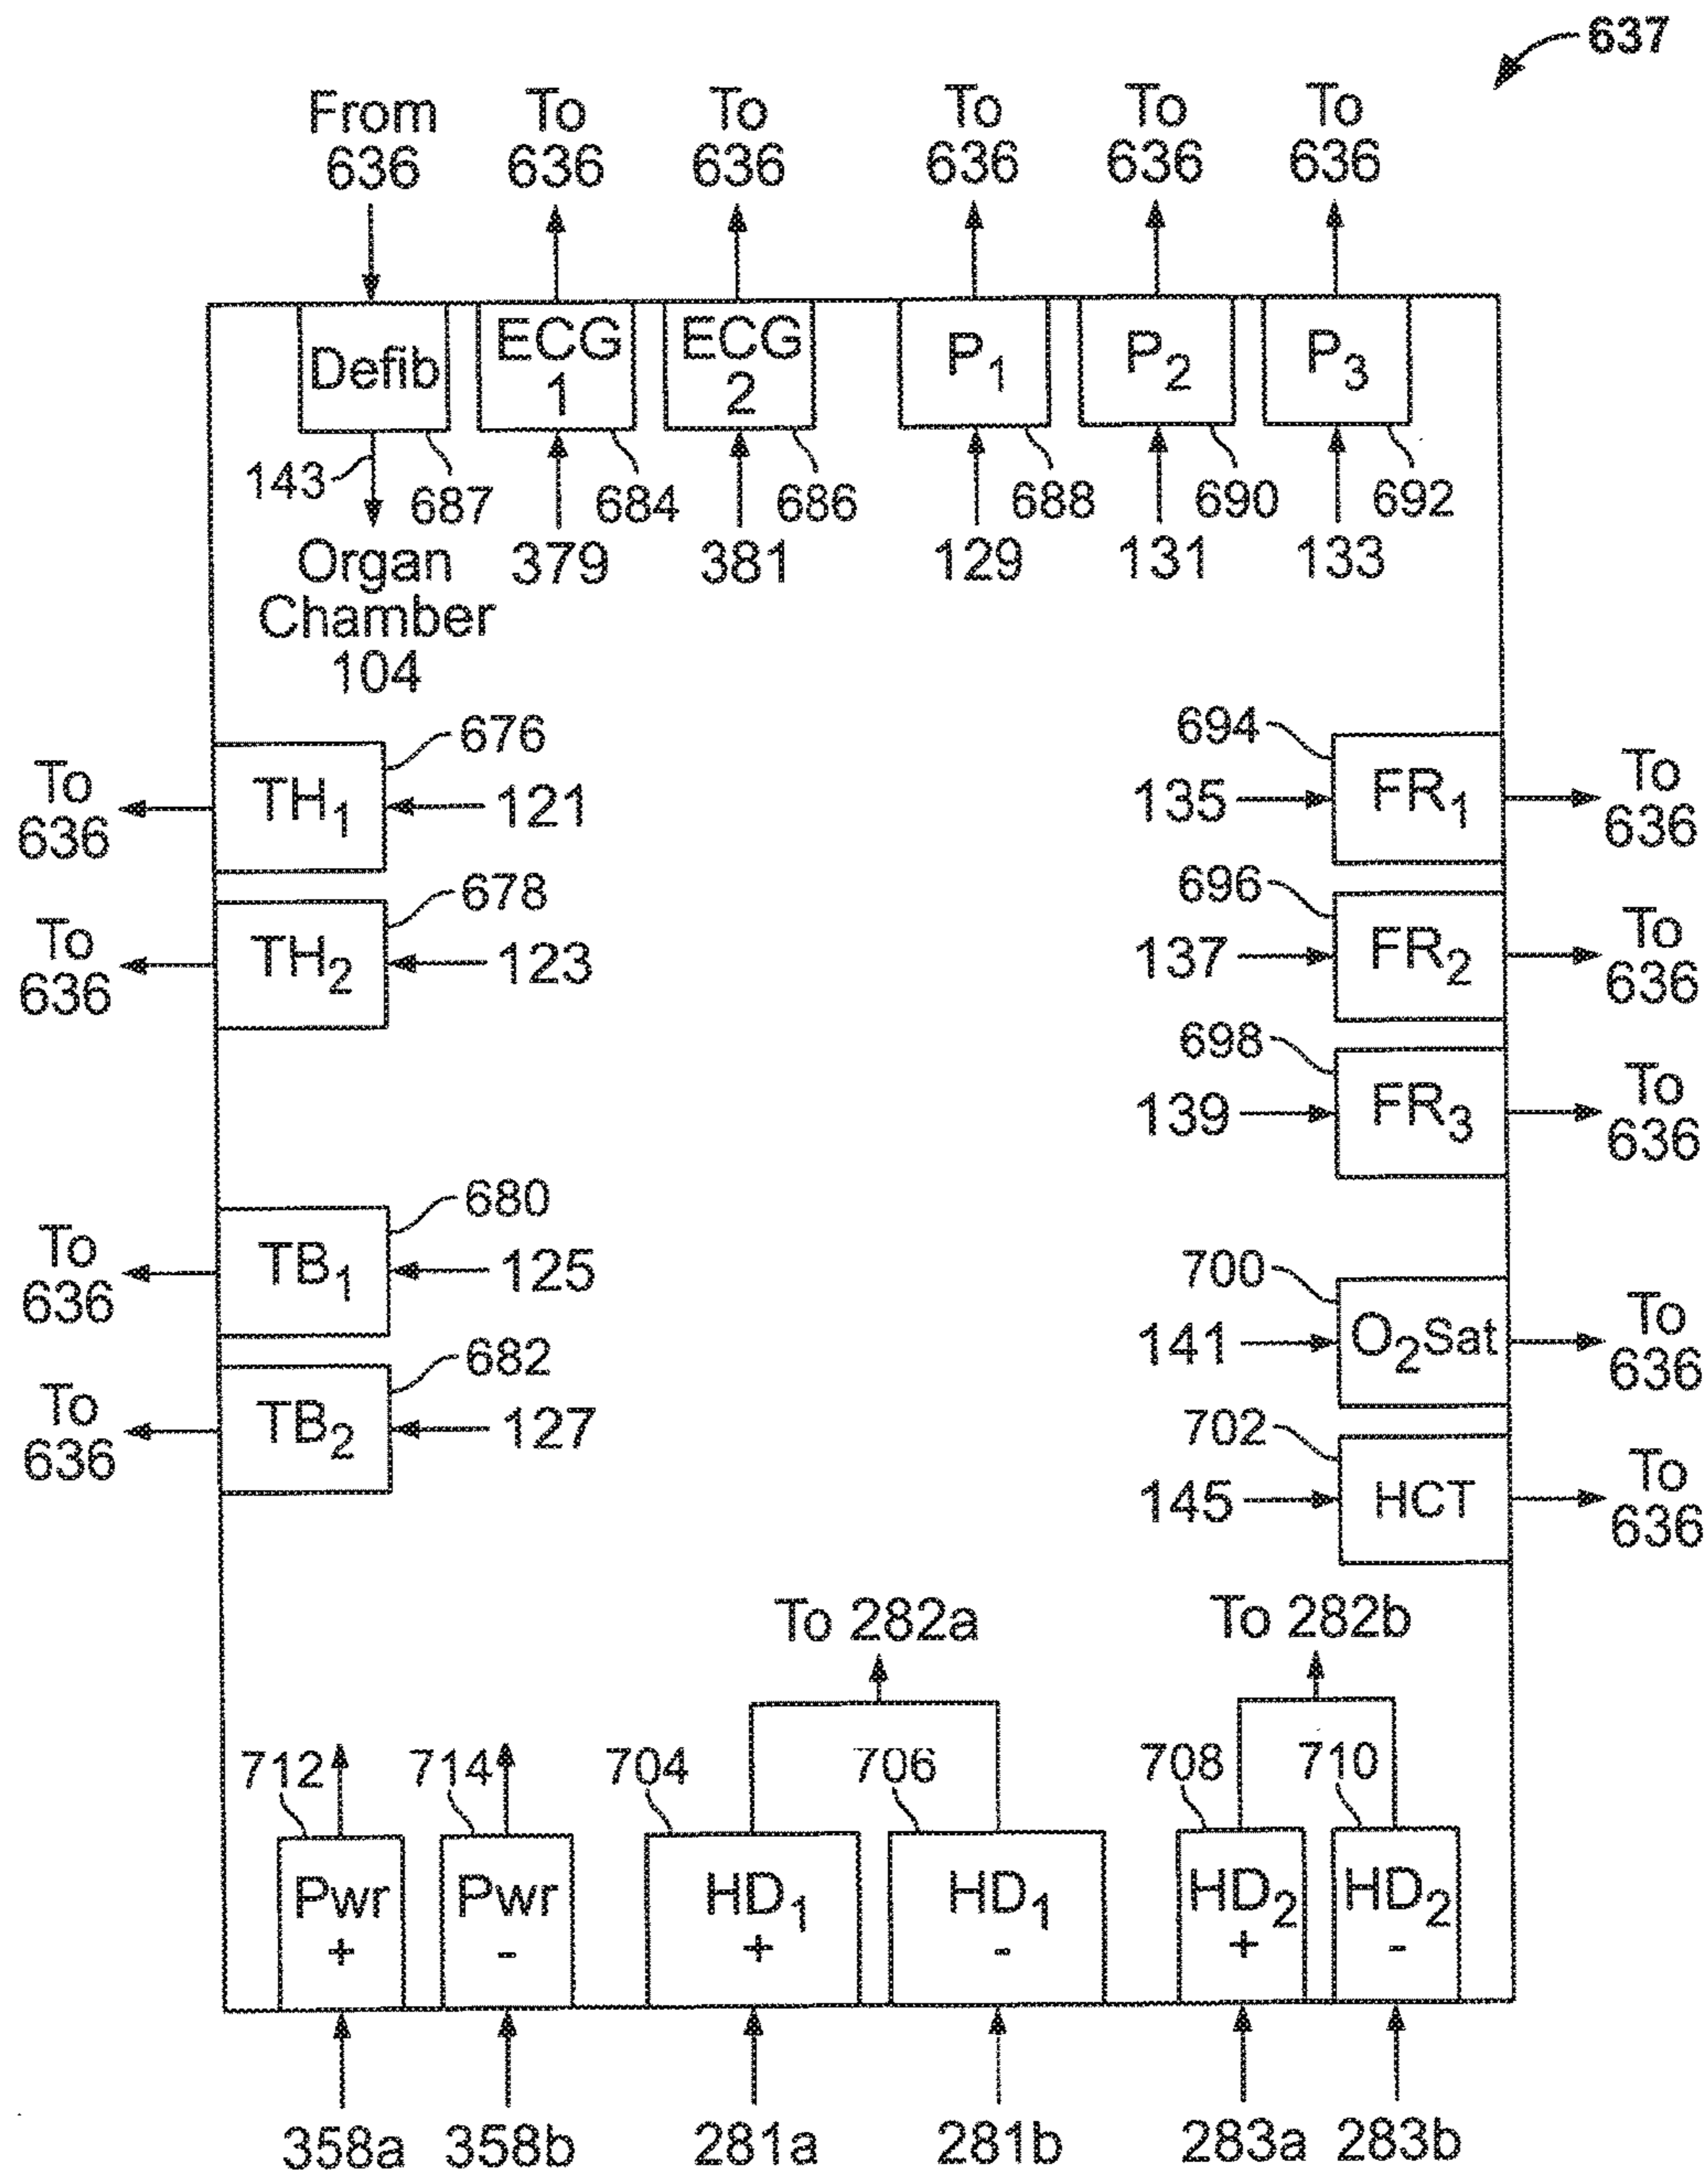 637
From
636
To
636
To
636
To
636
To
636
To
636
Defib
ECG
1
ECG
2
P1
P2
P3
143
687
684
686
688
690
692
Organ
Chamber
104
379
381
129
131
133
676
To
636
TH1
121
678
To
636
TH2
123
680
To
636
TB1
125
682
To
636
TB2
127
694
135
FR1
To
636
696
137
FR2
To
636
698
139
FR3
To
636
700
141
O2Sat
To
636
702
145
HCT
To
636
To 282a
To 282b
712
714
704
706
708
710
Pwr
+
Pwr
-
HD1
+
HD1
-
HD2
+
HD2
-
358a
358b
281a
281b
283a
283b